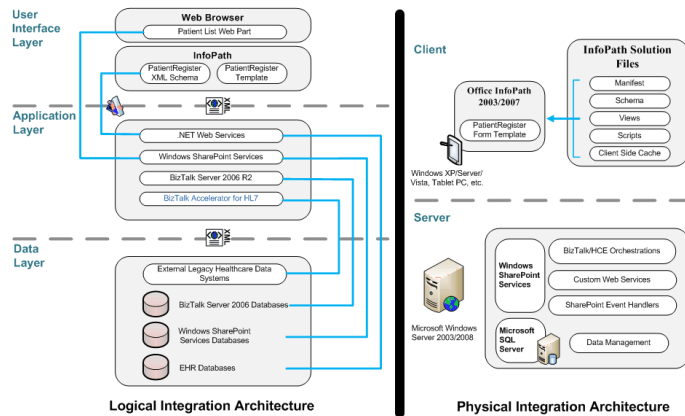 User
Interface
Layer
Web Browser
Patient List Web Part
InfoPath
PatientRegister
XML Schema
PatientRegister
Template
XML
Application
Layer
.NET Web Services
Windows SharePoint Services
BizTalk Server 2006 R2
BizTalk Accelerator for HL7
XML
Data
Layer
External Legacy Healthcare Data
Systems
BizTalk Server 2006 Databases
Windows SharePoint
Services Databases
EHR Databases
Logical Integration Architecture
Client
Office InfoPath
2003/2007
PatientRegister
Form Template
Windows XP/Server/
Vista, Tablet PC, etc.
InfoPath Solution
Files
Manifest
Schema
Views
Scripts
Client Side Cache
Server
Microsoft Windows
Server 2003/2008
Windows
SharePoint
Services
BizTalk/HCE Orchestrations
Custom Web Services
SharePoint Event Handlers
Microsoft
SQL
Server
Data Management
Physical Integration Architecture